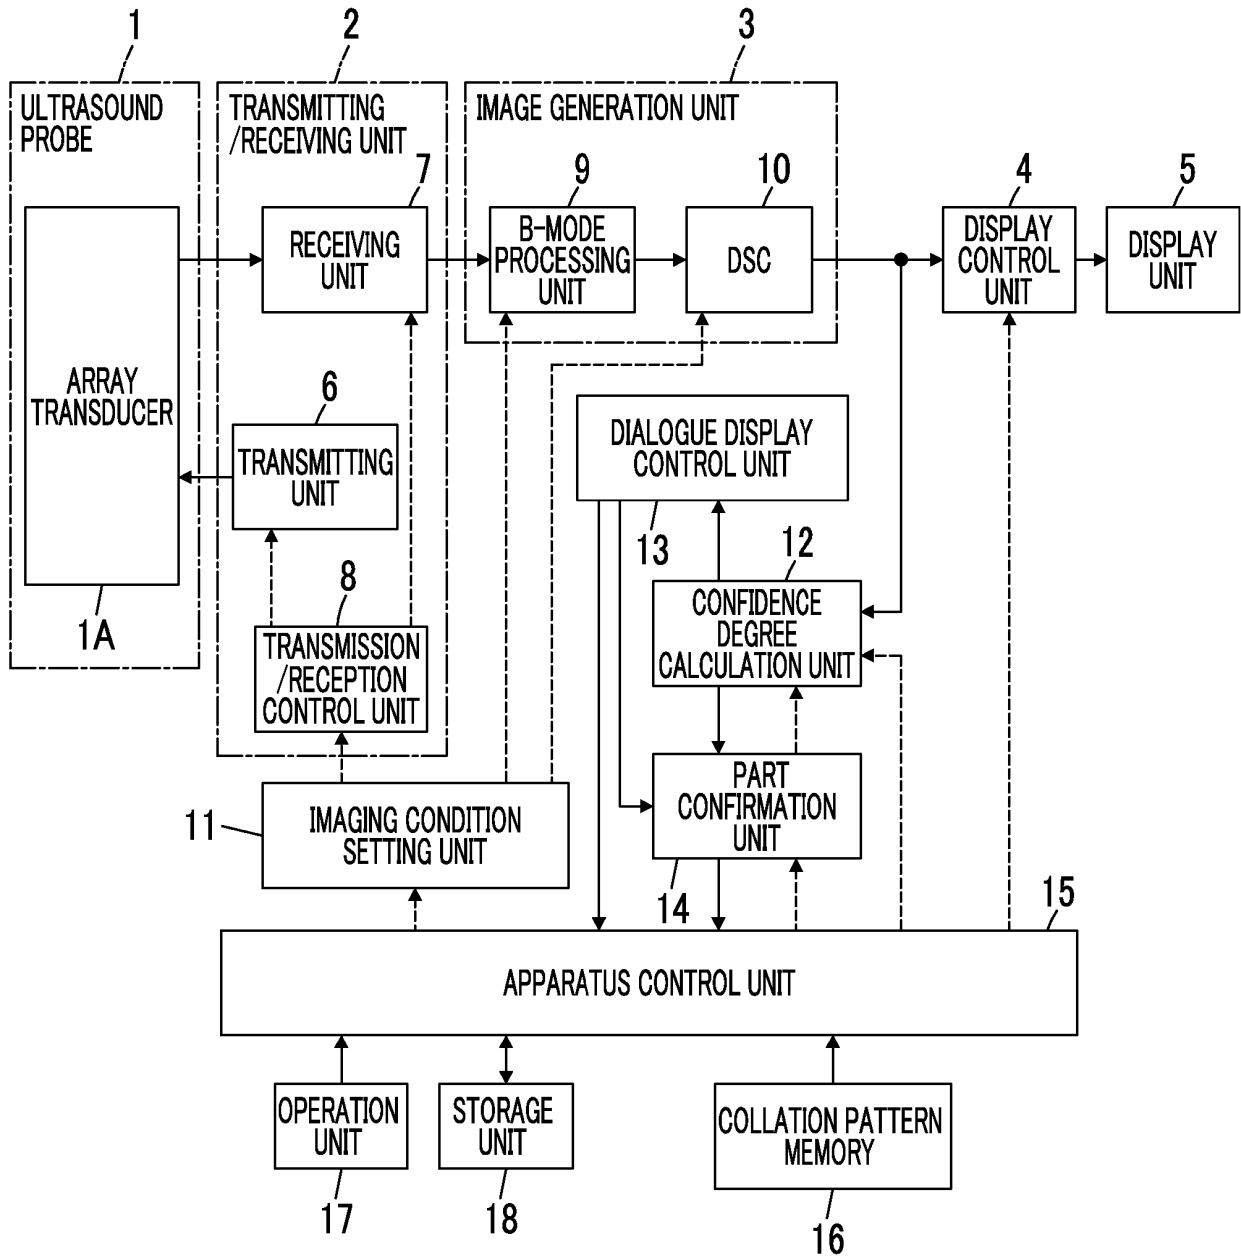 1
2
3
ULTRASOUND
PROBE
TRANSMITTING
/RECEIVING UNIT
IMAGE GENERATION UNIT
7
9
10
4
5
RECEIVING
UNIT
B-MODE
PROCESSING
UNIT
DSC
DISPLAY
CONTROL
UNIT
DISPLAY
UNIT
ARRAY
TRANSDUCER
6
TRANSMITTING
UNIT
DIALOGUE DISPLAY
CONTROL UNIT
13
12
1A
8
TRANSMISSION
/RECEPTION
CONTROL UNIT
CONFIDENCE
DEGREE
CALCULATION UNIT
11
IMAGING CONDITION
SETTING UNIT
PART
CONFIRMATION
UNIT
14
15
APPARATUS CONTROL UNIT
OPERATION
UNIT
STORAGE
UNIT
COLLATION PATTERN
MEMORY
17
18
16